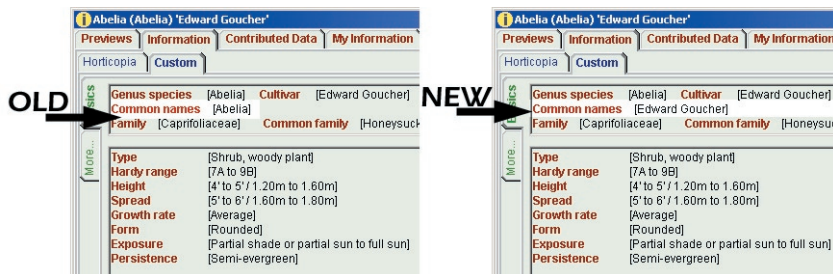 Abelia (Abelia) 'Edward Goucher'
Previews Information Contributed Data My Information
Horticopia Custom
Basics
More...
OLD
Genus species [Abelia] Cultivar [Edward Goucher]
Common names [Abelia]
Family [Caprifoliaceae] Common family [Honeysuck
Type [Shrub, woody plant]
Hardy range [7A to 9B]
Height [4' to 5' / 1.20m to 1.60m]
Spread [5' to 6' / 1.60m to 1.80m]
Growth rate [Average]
Form [Rounded]
Exposure [Partial shade or partial sun to full sun]
Persistence [Semi-evergreen]
Abelia (Abelia) 'Edward Goucher'
Previews Information Contributed Data My Information
Horticopia Custom
More...
NEW
Genus species [Abelia] Cultivar [Edward Goucher]
Common names [Edward Goucher]
Family [Caprifoliaceae] Common family [Honeysu
Type [Shrub, woody plant]
Hardy range [7A to 9B]
Height [4' to 5' / 1.20m to 1.60m]
Spread [5' to 6' / 1.60m to 1.80m]
Growth rate [Average]
Form [Rounded]
Exposure [Partial shade or partial sun to full sun]
Persistence [Semi-evergreen]